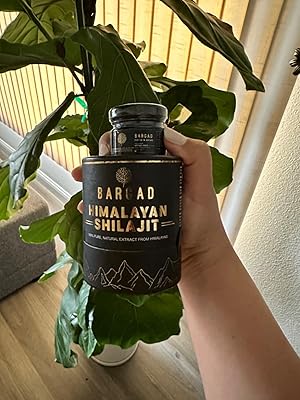 BARGAD
BARGAD
HIMALAYAN
SHILAJIT
100% PURE, NATURAL EXTRACT FROM HIMALAYAS